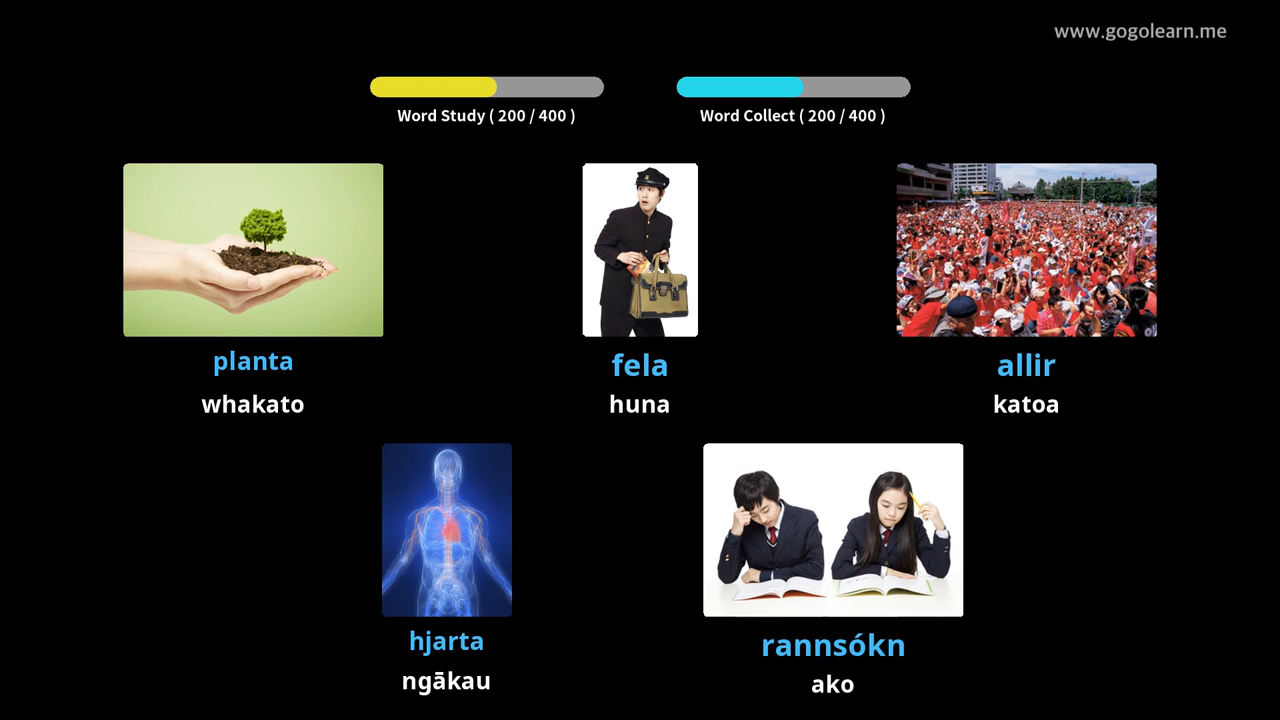 www.gogolearn.me
Word Study ( 200 / 400 )
Word Collect ( 200 / 400 )
planta
whakato
fela
huna
allir
katoa
hjarta
ngākau
rannsókn
ako